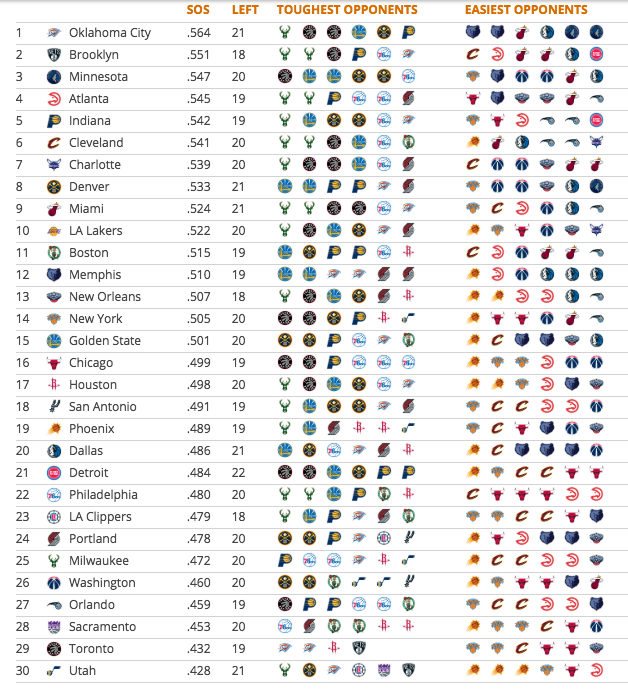 SOS LEFT TOUGHEST OPPONENTS EASIEST OPPONENTS
1 Oklahoma City .564 21
2 Brooklyn .551 18
3 Minnesota .547 20
4 Atlanta .545 19
5 Indiana .542 19
6 Cleveland .541 20
7 Charlotte .539 20
8 Denver .533 21
9 Miami .524 21
10 LA Lakers .522 20
11 Boston .515 19
12 Memphis .510 19
13 New Orleans .507 18
14 New York .505 20
15 Golden State .501 20
16 Chicago .499 19
17 Houston .498 20
18 San Antonio .491 19
19 Phoenix .489 19
20 Dallas .486 21
21 Detroit .484 22
22 Philadelphia .480 20
23 LA Clippers .479 18
24 Portland .478 20
25 Milwaukee .472 20
26 Washington .460 20
27 Orlando .459 19
28 Sacramento .453 20
29 Toronto .432 19
30 Utah .428 21